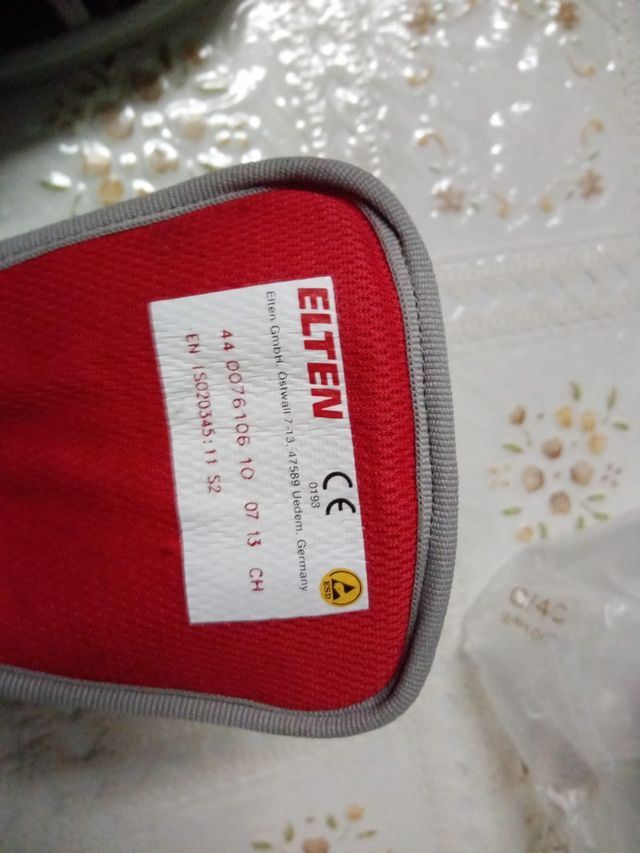 ELTEN
Elten GmbH. Ostwall 7-13. 47589 Uedem. Germany
CE
0193
ESD
44 0076106 10 07 13 CH
EN ISO20345:11 S2